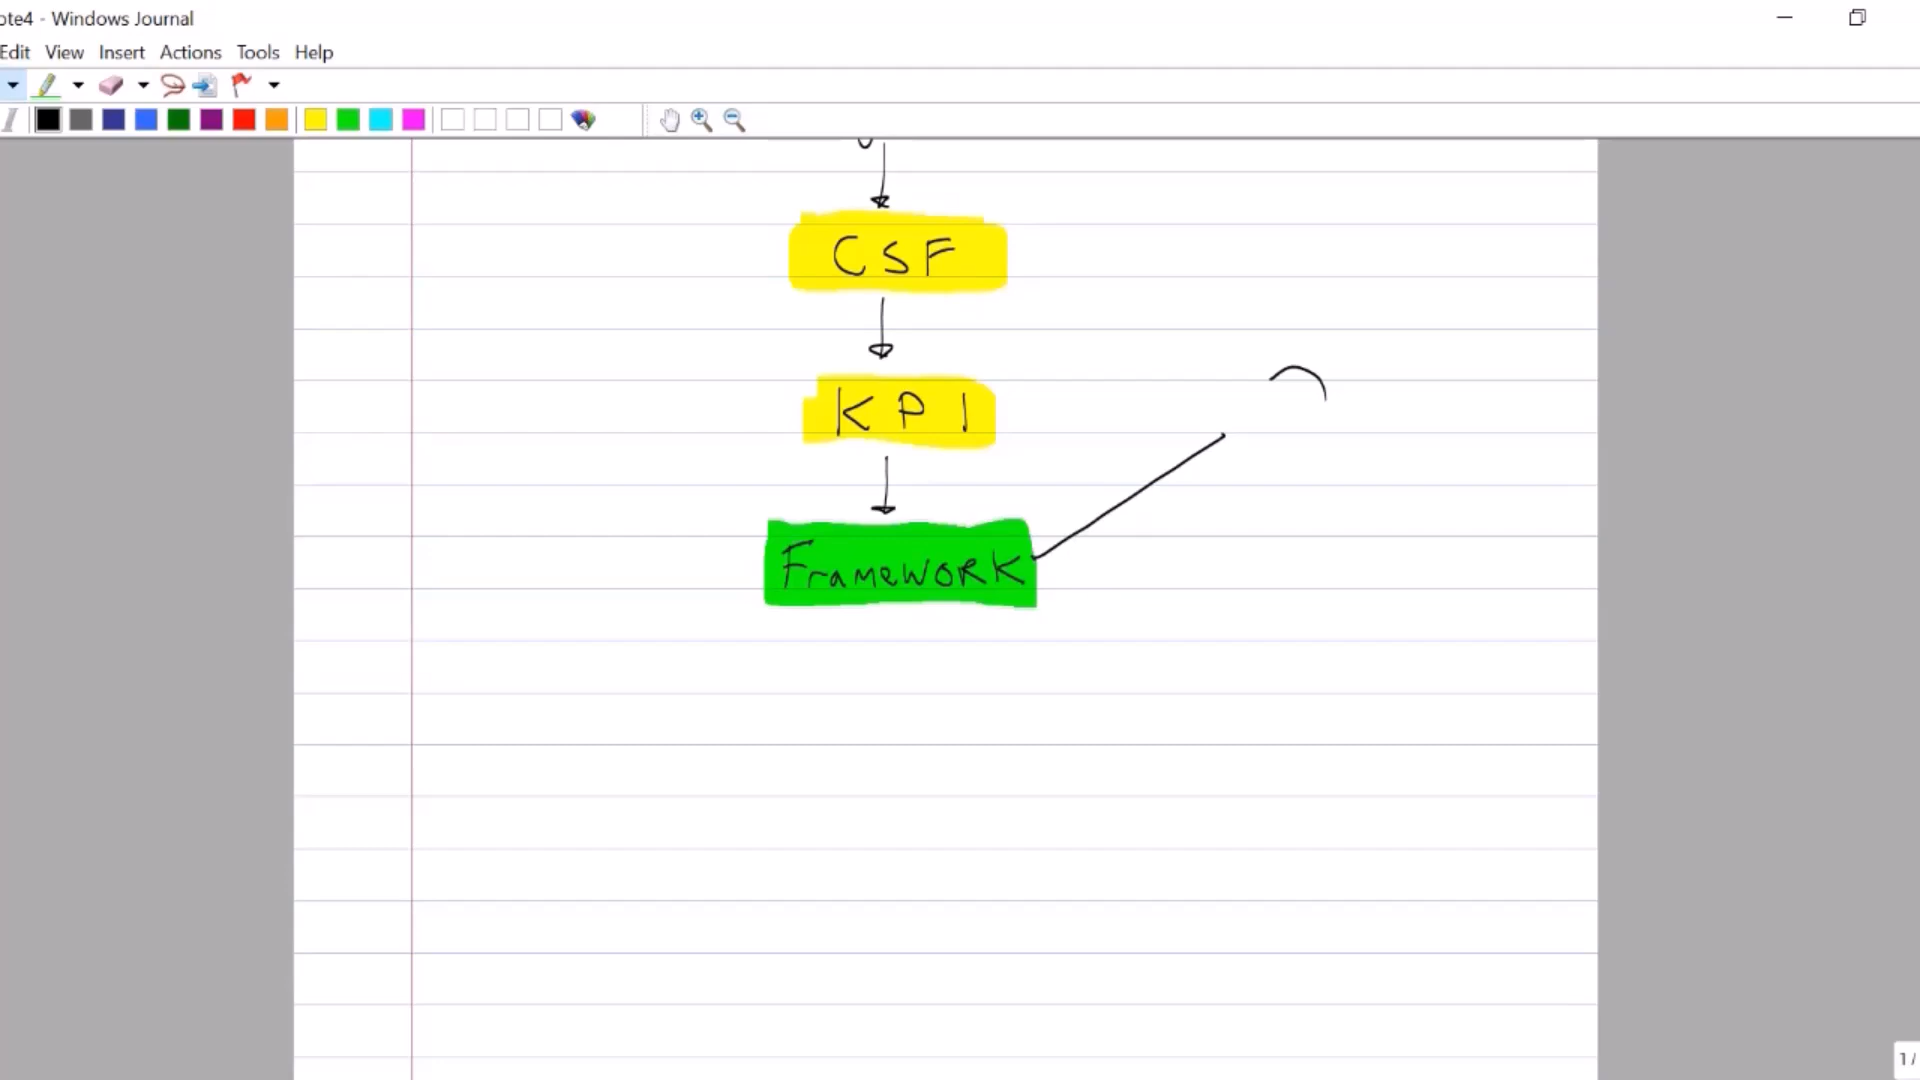 ote4 - Windows Journal
Edit View Insert Actions Tools Help
CSF
KPI
Framework
1/